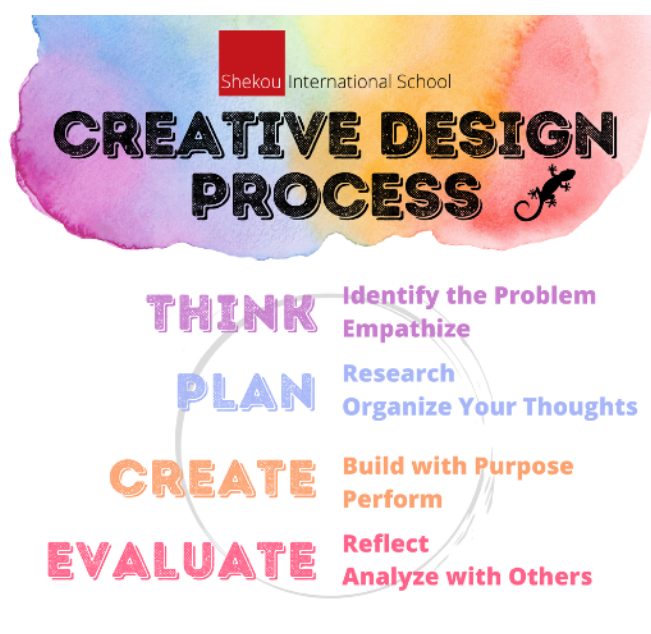 Shekou International School
CREATIVE DESIGN
PROCESS
THINK
Identify the Problem
Empathize
PLAN
Research
Organize Your Thoughts
CREATE
Build with Purpose
Perform
EVALUATE
Reflect
Analyze with Others